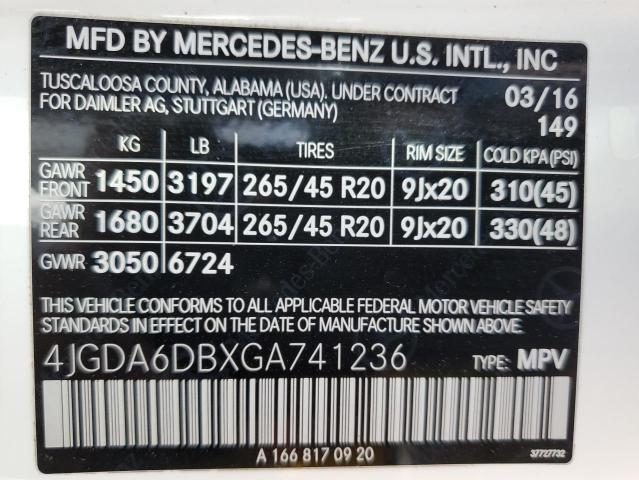 MFD BY MERCEDES-BENZ U.S. INTL., INC
TUSCALOOSA COUNTY, ALABAMA (USA). UNDER CONTRACT 03/16
FOR DAIMLER AG, STUTTGART (GERMANY) 149
KG LB TIRES RIM SIZE COLD KPA(PSI)
GAWR FRONT 1450 3197 265/45 R20 9Jx20 310(45)
GAWR REAR 1680 3704 265/45 R20 9Jx20 330(48)
GVWR 3050 6724
THIS VEHICLE CONFORMS TO ALL APPLICABLE FEDERAL MOTOR VEHICLE SAFETY
STANDARDS IN EFFECT ON THE DATE OF MANUFACTURE SHOWN ABOVE.
4JGDA6DBXGA741236 TYPE: MPV
A 166 817 09 20 37727732